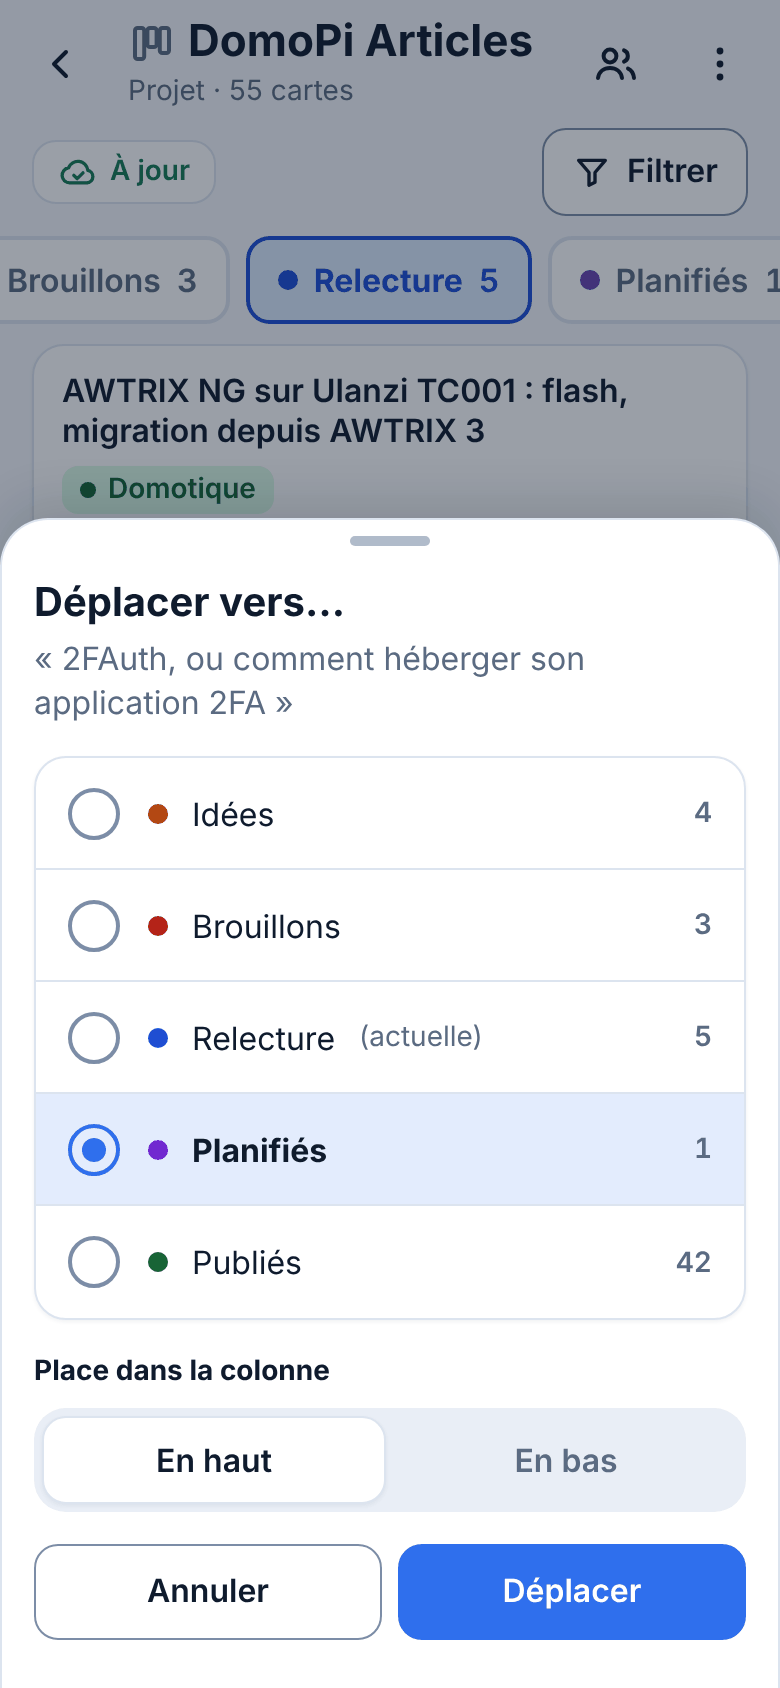 DomoPi Articles
Projet · 55 cartes
À jour
Filtrer
Brouillons 3
Relecture 5
Planifiés 1
AWTRIX NG sur Ulanzi TC001 : flash,
migration depuis AWTRIX 3
Domotique
Déplacer vers…
« 2FAuth, ou comment héberger son
application 2FA »
Idées 4
Brouillons 3
Relecture (actuelle) 5
Planifiés 1
Publiés 42
Place dans la colonne
En haut
En bas
Annuler
Déplacer